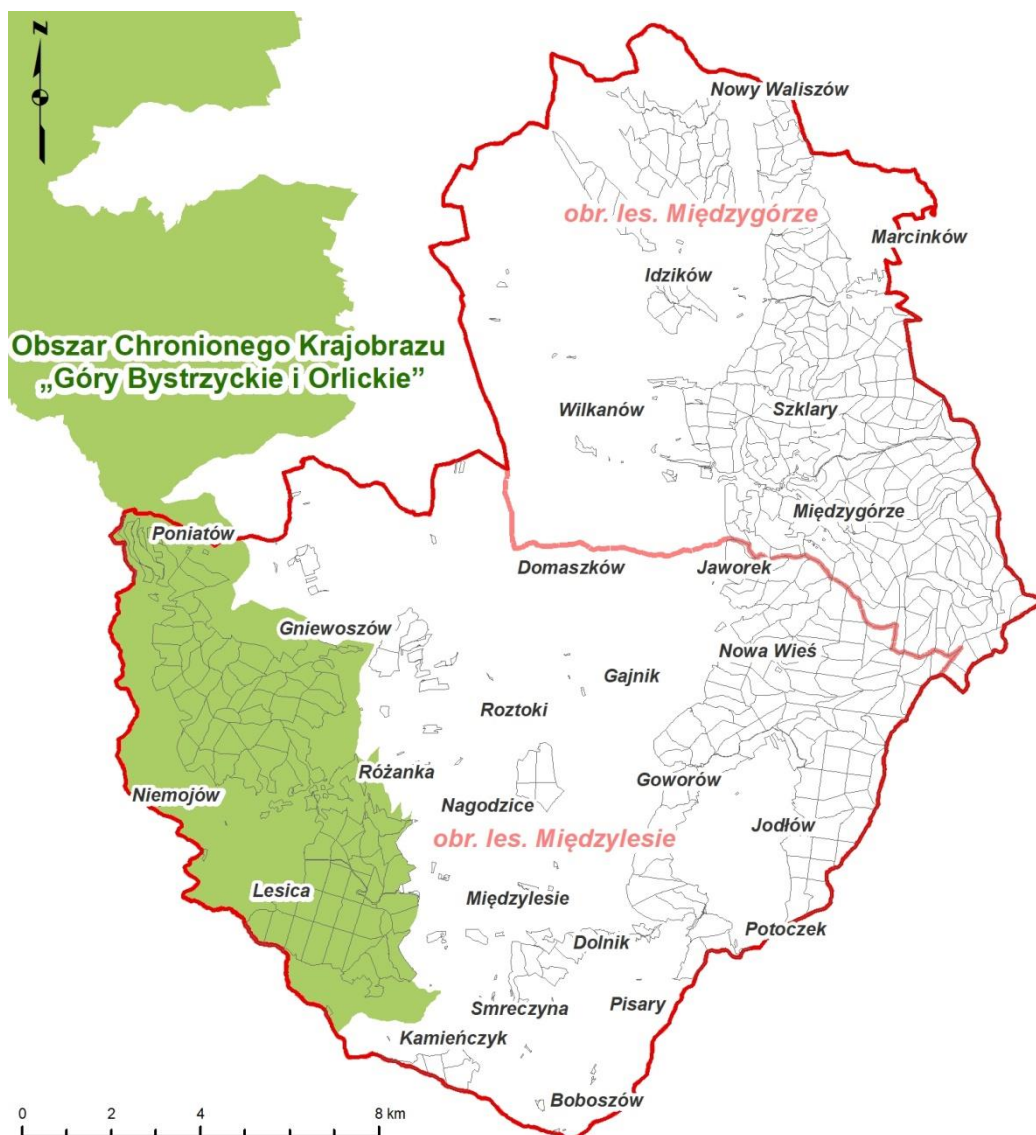 N
Nowy Waliszów
obr. les. Międzygórze
Marcinków
Idzików
Obszar Chronionego Krajobrazu
„Góry Bystrzyckie i Orlickie”
Wilkanów
Szklary
Międzygórze
Poniatów
Domaszków
Jaworek
Gniewoszów
Nowa Wieś
Gajnik
Roztoki
Różanka
Goworów
Niemojów
Nagodzice
Jodłów
obr. les. Międzylesie
Lesica
Międzylesie
Potoczek
Dolnik
Smreczyna
Pisary
Kamieńczyk
Boboszów
0 2 4 8 km